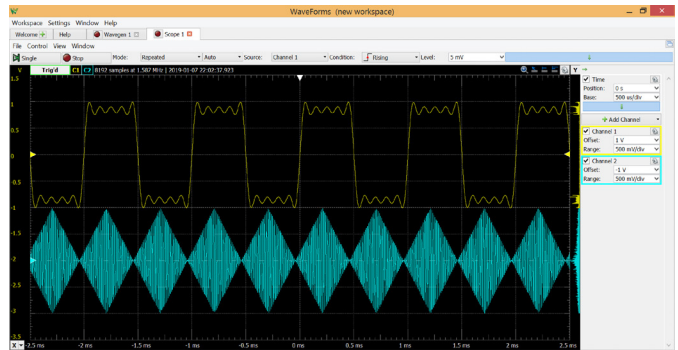 WaveForms (new workspace)
Workspace Settings Window Help
Welcome Help Wavegen 1 Scope 1
File Control View Window
Single Stop Mode: Repeated Auto Source: Channel 1 Condition: Rising Level: 5 mV
V Trig'd C1 C2 8192 samples at 1.587 MHz | 2019-01-07 22:02:37.923 Y
Time
Position: 0 s
Base: 500 us/div
Add Channel
Channel 1
Offset: 1 V
Range: 500 mV/div
Channel 2
Offset: -1 V
Range: 500 mV/div
1.5
1
0.5
0
-0.5
-1
-1.5
-2
-2.5
-3
-3.5
X -2.5 ms -2 ms -1.5 ms -1 ms -0.5 ms 0 ms 0.5 ms 1 ms 1.5 ms 2 ms 2.5 ms